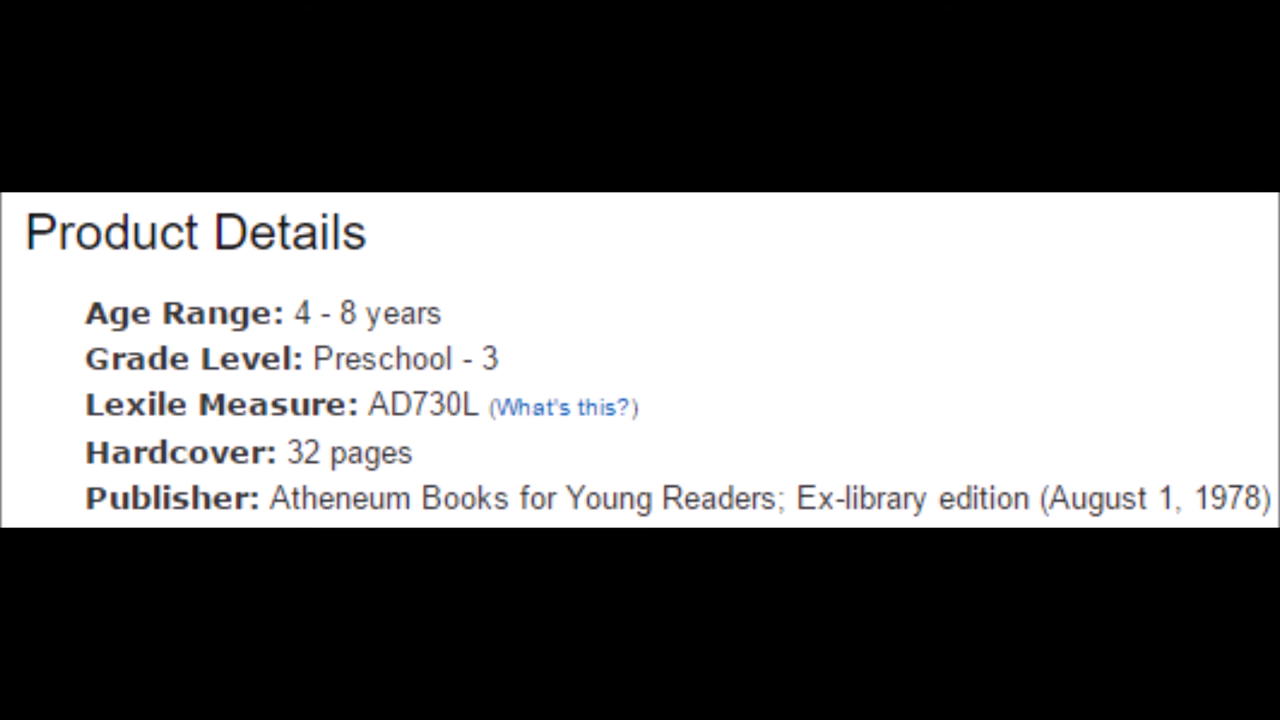 Product Details
Age Range: 4 - 8 years
Grade Level: Preschool - 3
Lexile Measure: AD730L (What's this?)
Hardcover: 32 pages
Publisher: Atheneum Books for Young Readers; Ex-library edition (August 1, 1978)